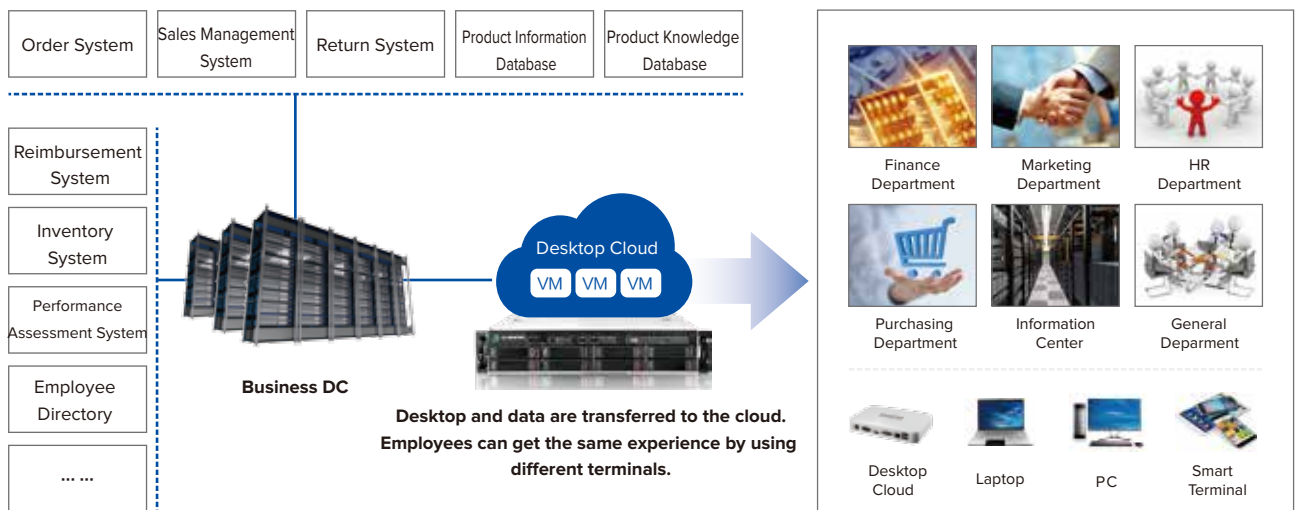 Order System
Sales Management
System
Return System
Product Information
Database
Product Knowledge
Database
Reimbursement
System
Inventory
System
Performance
Assessment System
Employee
Directory
... ...
Business DC
Desktop Cloud
VM VM VM
Desktop and data are transferred to the cloud.
Employees can get the same experience by using
different terminals.
Finance
Department
Marketing
Department
HR
Department
Purchasing
Department
Information
Center
General
Deparment
Desktop
Cloud
Laptop
PC
Smart
Terminal